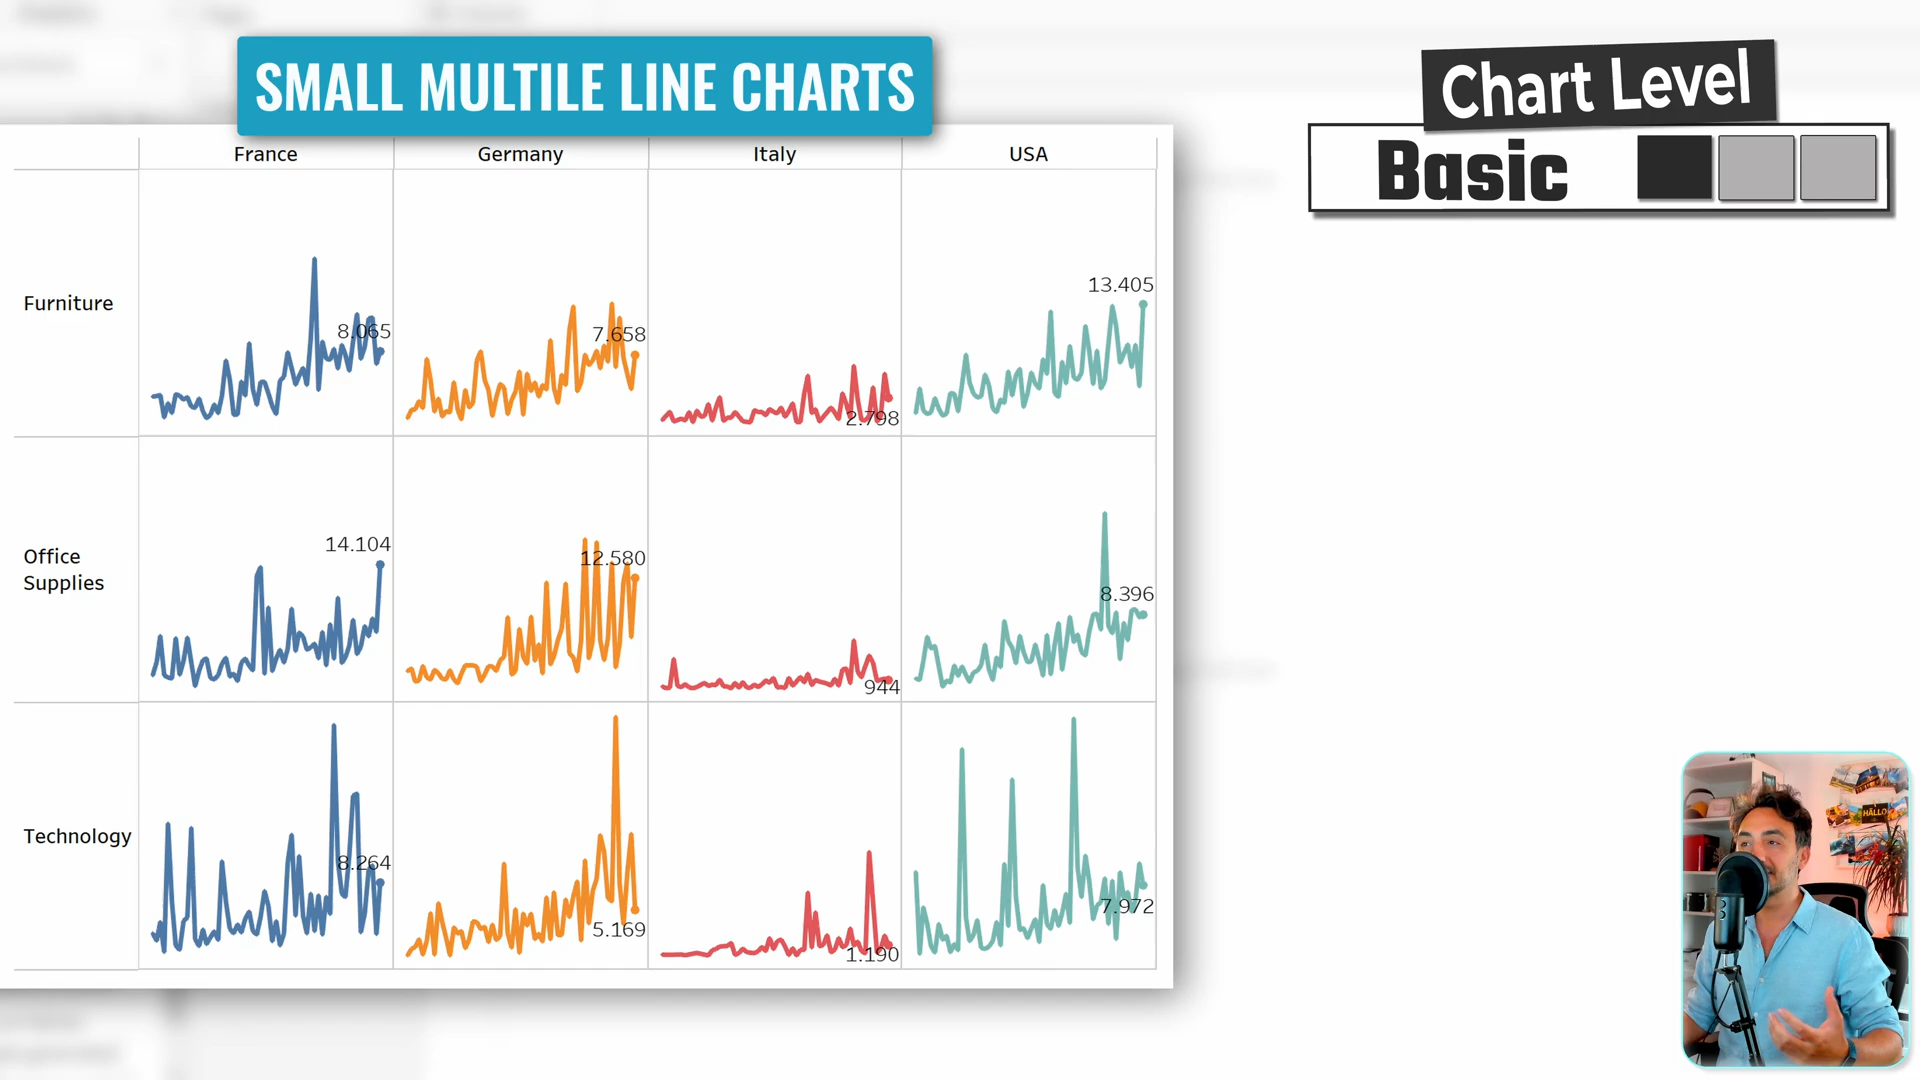 SMALL MULTILE LINE CHARTS
Chart Level
Basic
France Germany Italy USA
Furniture
8.065
7.658
2.798
13.405
Office
Supplies
14.104
12.580
944
8.396
Technology
8.264
5.169
1.190
7.972
HALLO